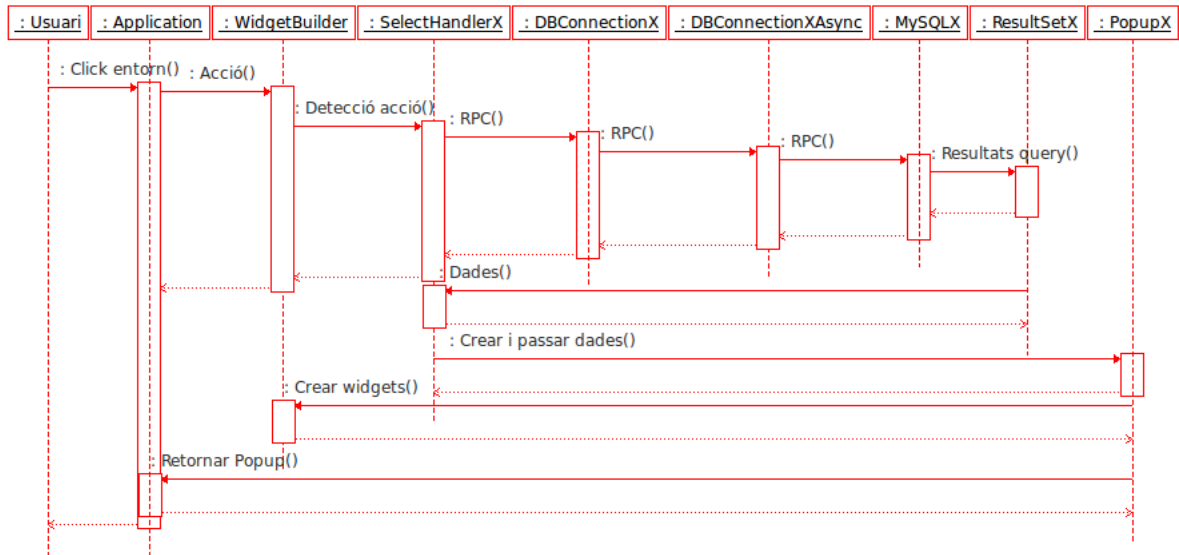 : Usuari
: Application
: WidgetBuilder
: SelectHandlerX
: DBConnectionX
: DBConnectionXAsync
: MySQLX
: ResultSetX
: PopupX
: Click entorn()
: Acció()
: Detecció acció()
: RPC()
: RPC()
: RPC()
: Resultats query()
: Dades()
: Crear i passar dades()
: Crear widgets()
: Retornar Popup()